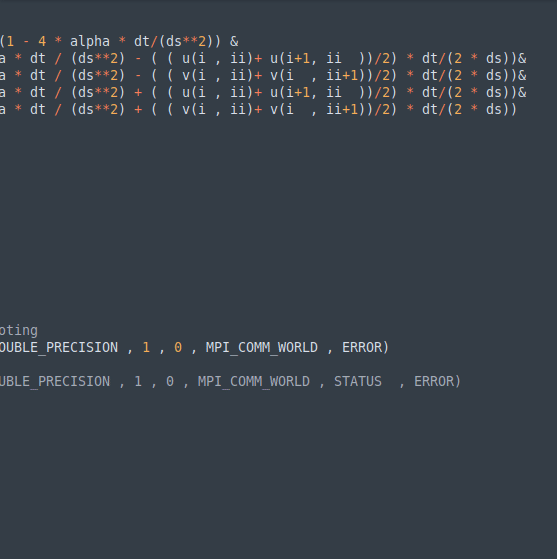 (1 - 4 * alpha * dt/(ds**2)) &
a * dt / (ds**2) - ( ( u(i , ii)+ u(i+1, ii  ))/2) * dt/(2 * ds))&
a * dt / (ds**2) - ( ( v(i , ii)+ v(i  , ii+1))/2) * dt/(2 * ds))&
a * dt / (ds**2) + ( ( u(i , ii)+ u(i+1, ii  ))/2) * dt/(2 * ds))&
a * dt / (ds**2) + ( ( v(i , ii)+ v(i  , ii+1))/2) * dt/(2 * ds))
oting
OUBLE_PRECISION , 1 , 0 , MPI_COMM_WORLD , ERROR)
UBLE_PRECISION , 1 , 0 , MPI_COMM_WORLD , STATUS  , ERROR)